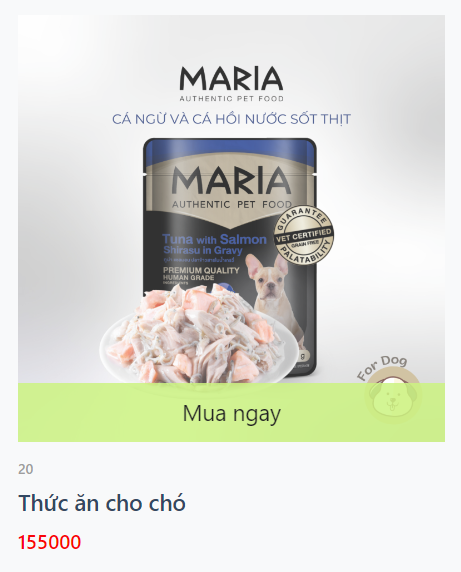 MARIA
AUTHENTIC PET FOOD
CÁ NGỪ VÀ CÁ HỒI NƯỚC SỐT THỊT
MARIA
AUTHENTIC PET FOOD
GUARANTEE
VET CERTIFIED
GRAIN FREE
PALATABILITY
Tuna with Salmon
Shirasu in Gravy
PREMIUM QUALITY
HUMAN GRADE
INGREDIENTS
For Dog
Mua ngay
20
Thức ăn cho chó
155000